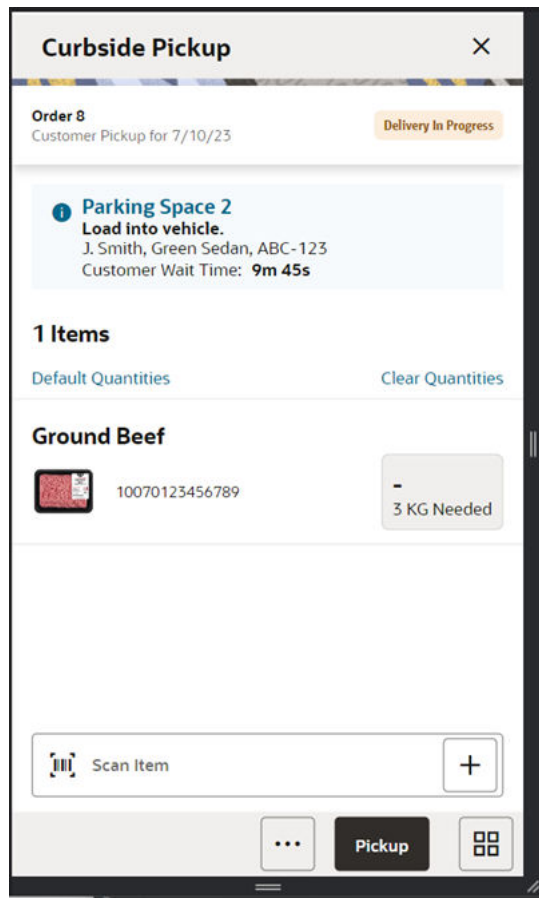 Curbside Pickup
Order 8
Customer Pickup for 7/10/23
Delivery In Progress
Parking Space 2
Load into vehicle.
J. Smith, Green Sedan, ABC-123
Customer Wait Time: 9m 45s
1 Items
Default Quantities
Clear Quantities
Ground Beef
10070123456789
-
3 KG Needed
Scan Item
Pickup